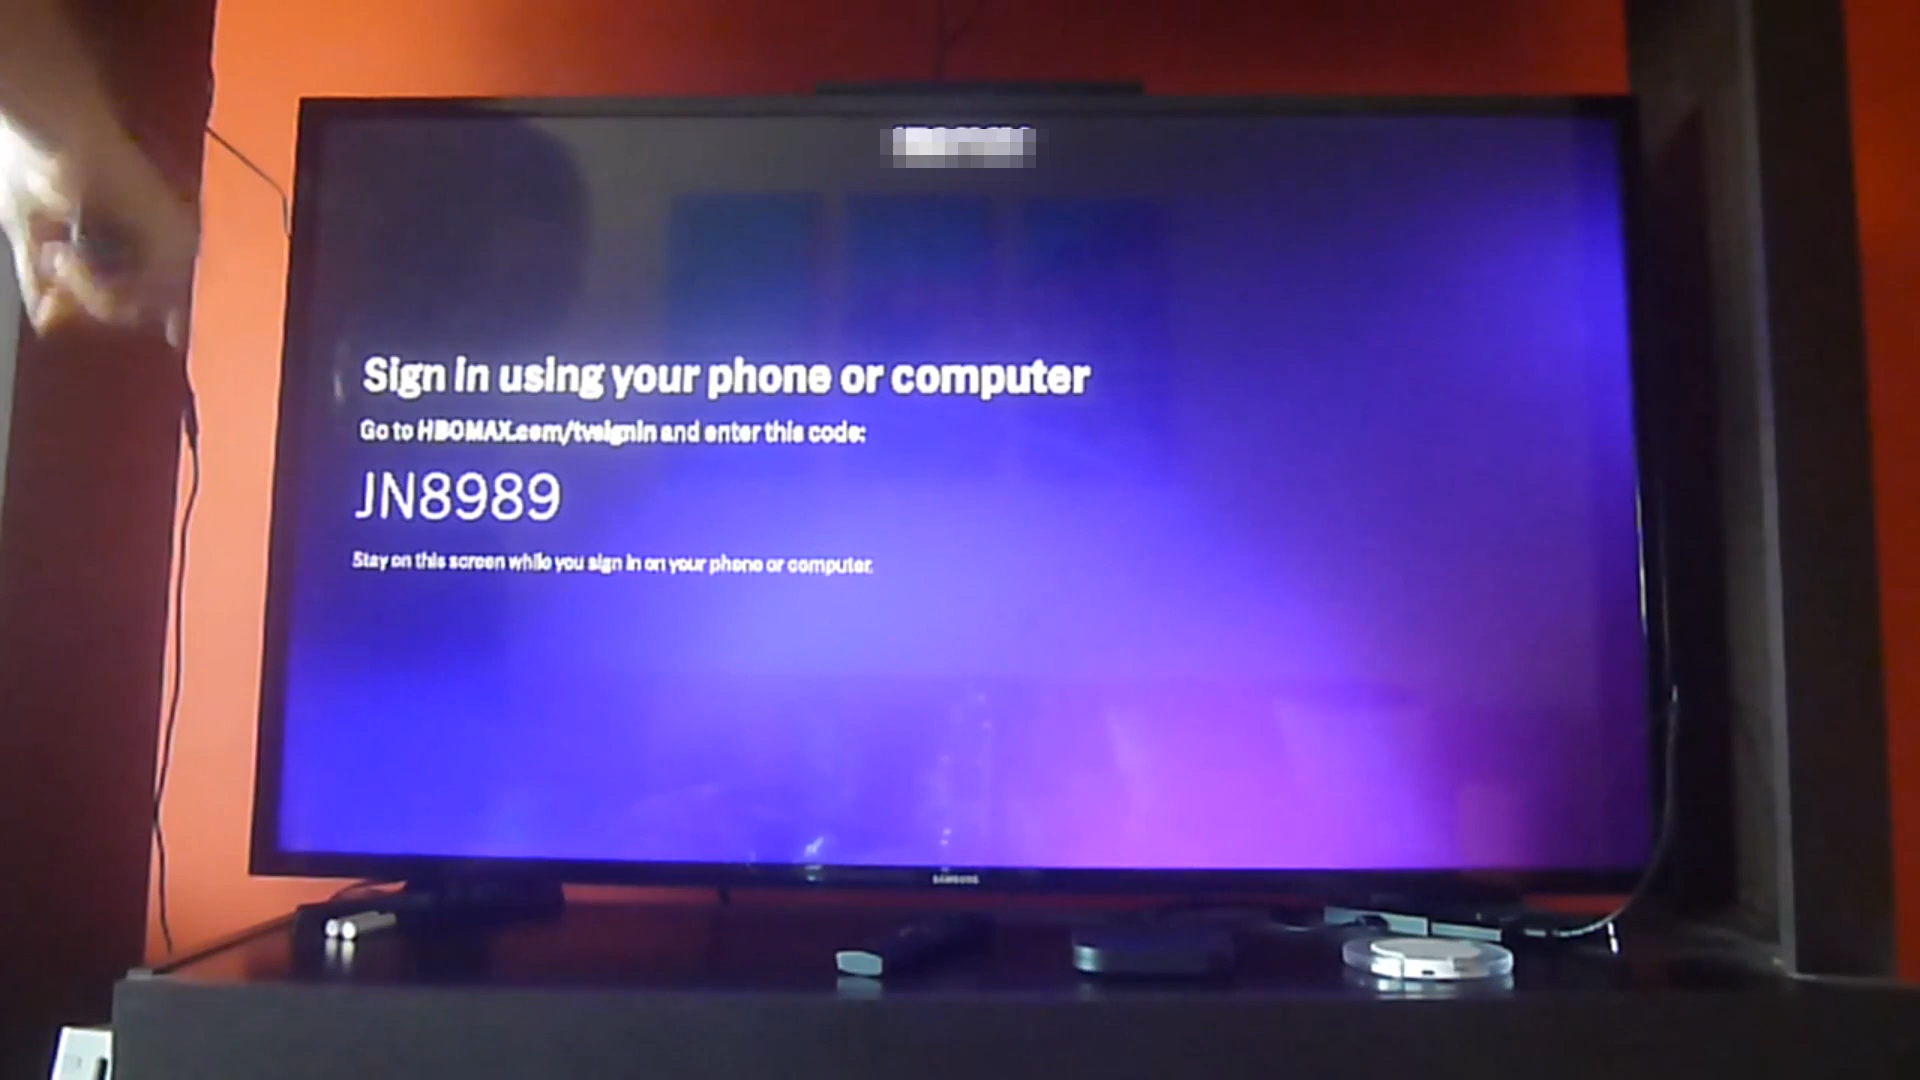 Sign in using your phone or computer
Go to HBOMAX.com/tvsignin and enter this code:
JN8989
Stay on this screen while you sign in on your phone or computer.
SAMSUNG